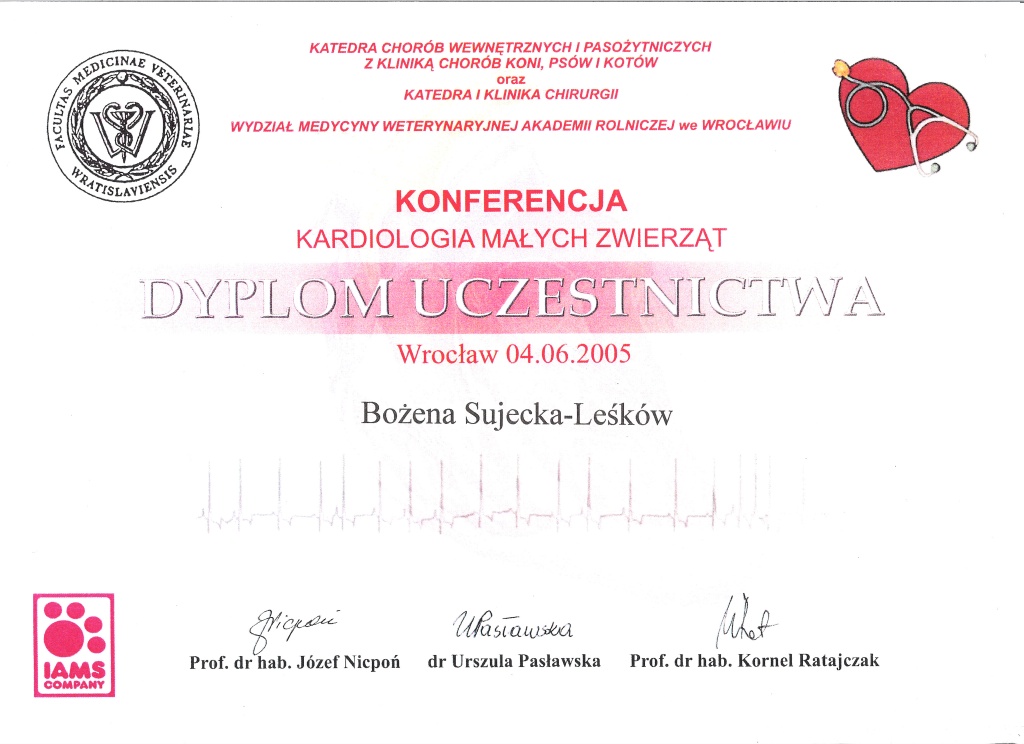 KATEDRA CHORÓB WEWNĘTRZNYCH I PASOŻYTNICZYCH
Z KLINIKĄ CHORÓB KONI, PSÓW I KOTÓW
oraz
KATEDRA I KLINIKA CHIRURGII
WYDZIAŁ MEDYCYNY WETERYNARYJNEJ AKADEMII ROLNICZEJ we WROCŁAWIU
FACULTAS MEDICINAE VETERINARIAE
WRATISLAVIENSIS
W
KONFERENCJA
KARDIOLOGIA MAŁYCH ZWIERZĄT
DYPLOM UCZESTNICTWA
Wrocław 04.06.2005
Bożena Sujecka-Leśków
JNicpoń
UPasławska
Prof. dr hab. Józef Nicpoń
dr Urszula Pasławska
Prof. dr hab. Kornel Ratajczak
IAMS
COMPANY